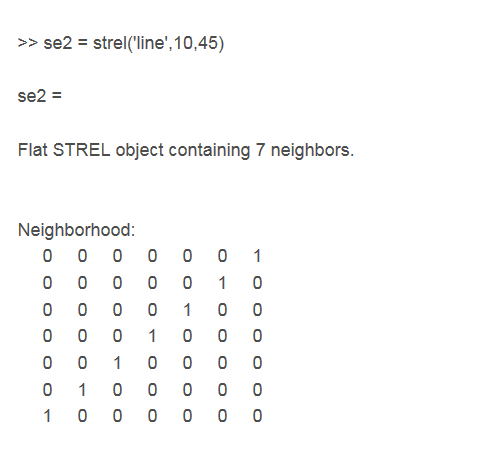 >> se2 = strel('line',10,45)
se2 =
Flat STREL object containing 7 neighbors.
Neighborhood:
0 0 0 0 0 0 1
0 0 0 0 0 1 0
0 0 0 0 1 0 0
0 0 0 1 0 0 0
0 0 1 0 0 0 0
0 1 0 0 0 0 0
1 0 0 0 0 0 0